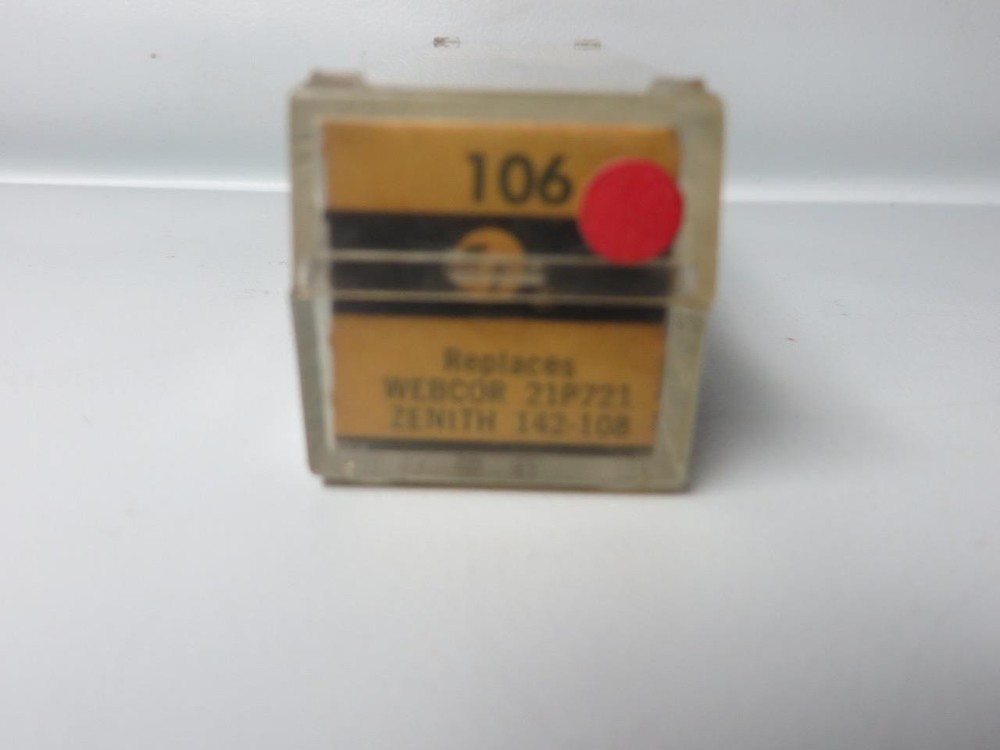 106
Replaces
WEBCOR 21P721
ZENITH 142-108